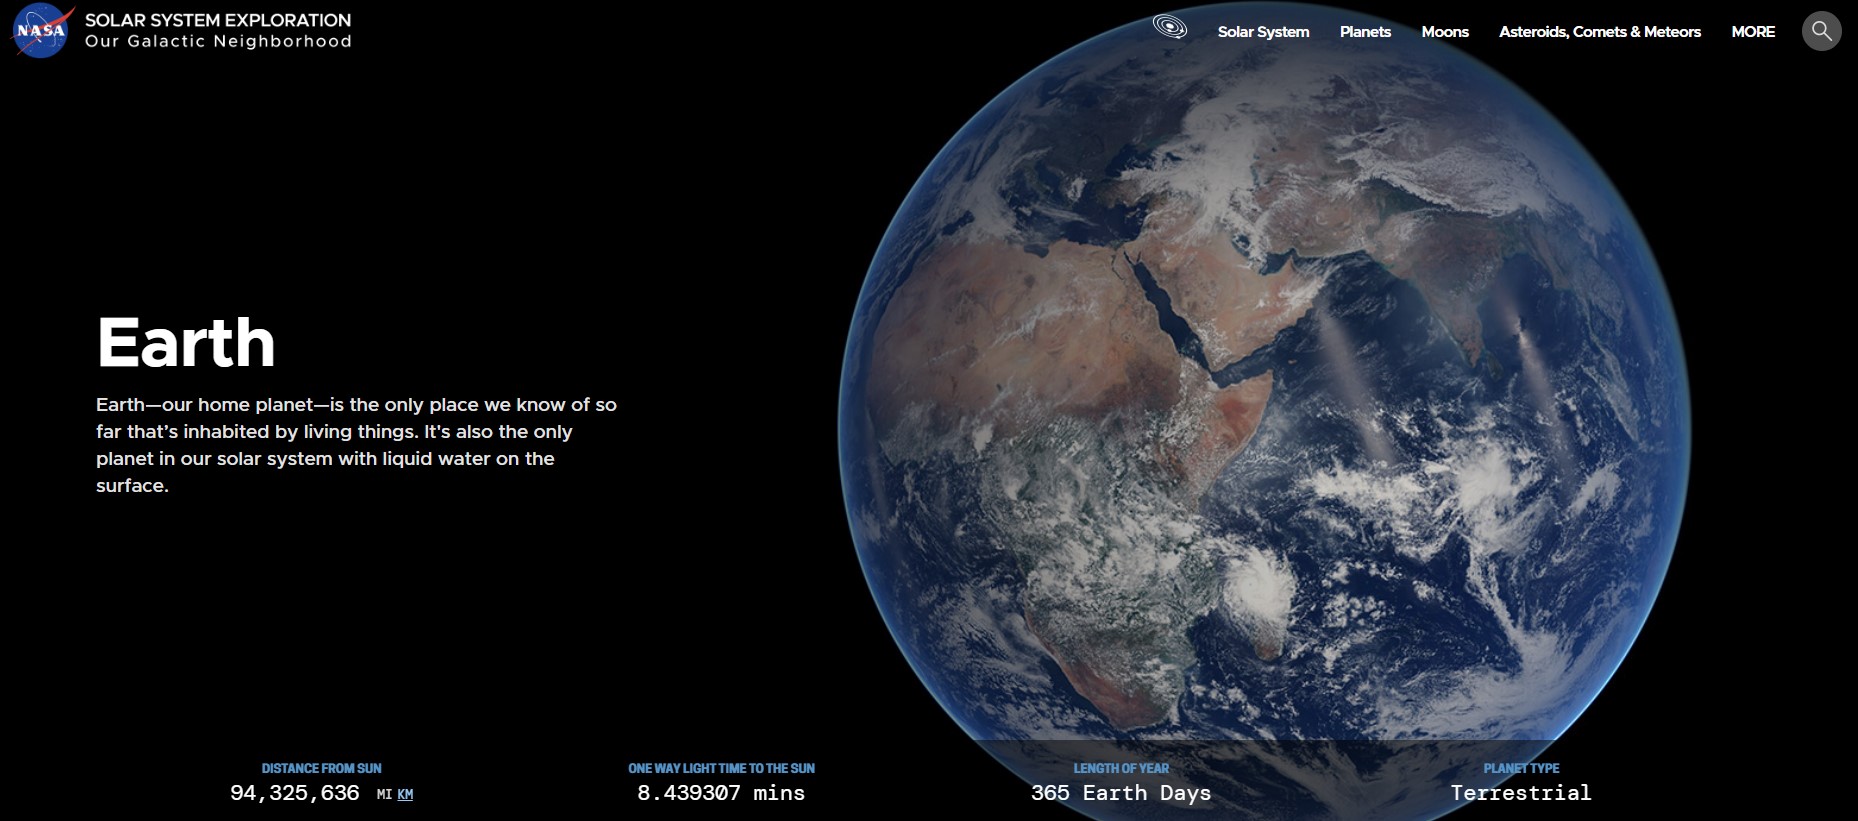 NASA
SOLAR SYSTEM EXPLORATION
Our Galactic Neighborhood
Solar System
Planets
Moons
Asteroids, Comets & Meteors
MORE
Earth
Earth—our home planet—is the only place we know of so
far that’s inhabited by living things. It's also the only
planet in our solar system with liquid water on the
surface.
DISTANCE FROM SUN
94,325,636 MI KM
ONE WAY LIGHT TIME TO THE SUN
8.439307 mins
LENGTH OF YEAR
365 Earth Days
PLANET TYPE
Terrestrial